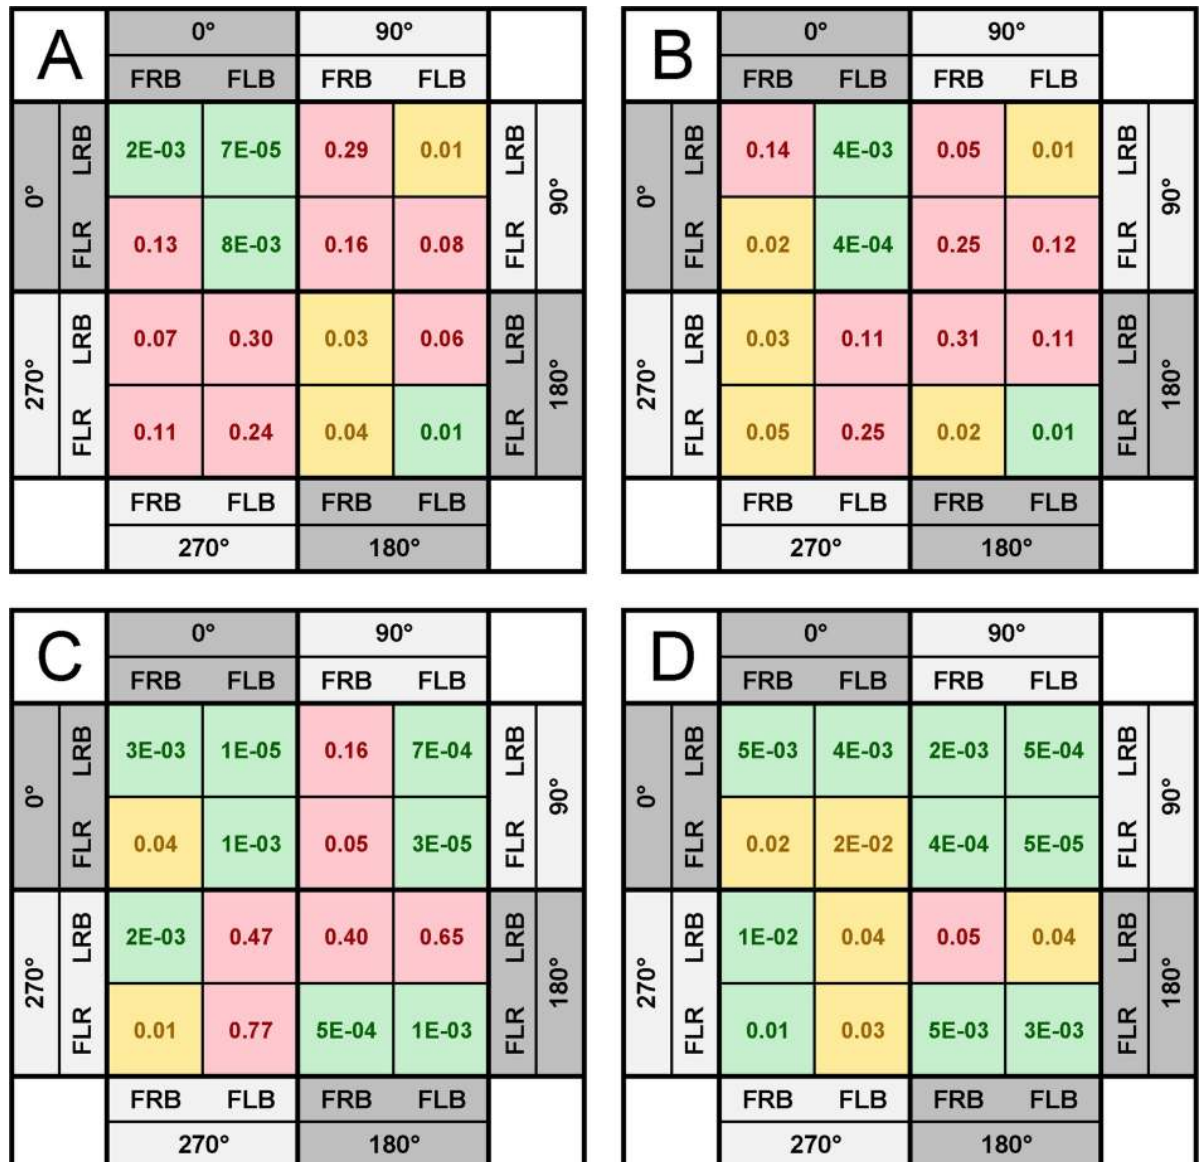 A 0° 90°
FRB FLB FRB FLB
0° LRB 2E-03 7E-05 0.29 0.01 LRB 90°
FLR 0.13 8E-03 0.16 0.08 FLR
270° LRB 0.07 0.30 0.03 0.06 LRB 180°
FLR 0.11 0.24 0.04 0.01 FLR
FRB FLB FRB FLB
270° 180°
B 0° 90°
FRB FLB FRB FLB
0° LRB 0.14 4E-03 0.05 0.01 LRB 90°
FLR 0.02 4E-04 0.25 0.12 FLR
270° LRB 0.03 0.11 0.31 0.11 LRB 180°
FLR 0.05 0.25 0.02 0.01 FLR
FRB FLB FRB FLB
270° 180°
C 0° 90°
FRB FLB FRB FLB
0° LRB 3E-03 1E-05 0.16 7E-04 LRB 90°
FLR 0.04 1E-03 0.05 3E-05 FLR
270° LRB 2E-03 0.47 0.40 0.65 LRB 180°
FLR 0.01 0.77 5E-04 1E-03 FLR
FRB FLB FRB FLB
270° 180°
D 0° 90°
FRB FLB FRB FLB
0° LRB 5E-03 4E-03 2E-03 5E-04 LRB 90°
FLR 0.02 2E-02 4E-04 5E-05 FLR
270° LRB 1E-02 0.04 0.05 0.04 LRB 180°
FLR 0.01 0.03 5E-03 3E-03 FLR
FRB FLB FRB FLB
270° 180°